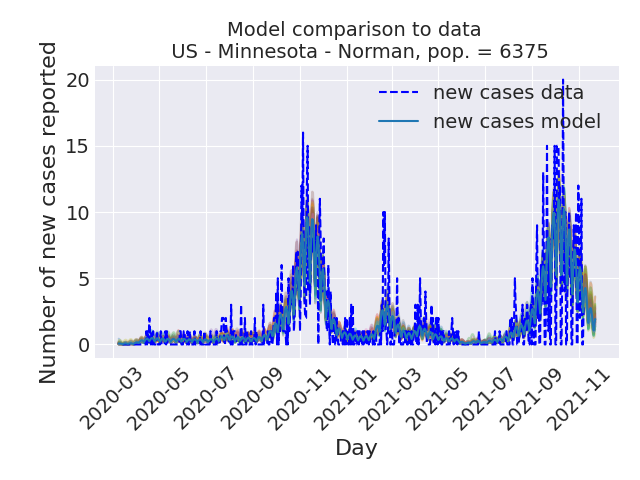 Model comparison to data
US - Minnesota - Norman, pop. = 6375
Number of new cases reported
20
15
10
5
0
new cases data
new cases model
2020-03
2020-05
2020-07
2020-09
2020-11
2021-01
2021-03
2021-05
2021-07
2021-09
2021-11
Day